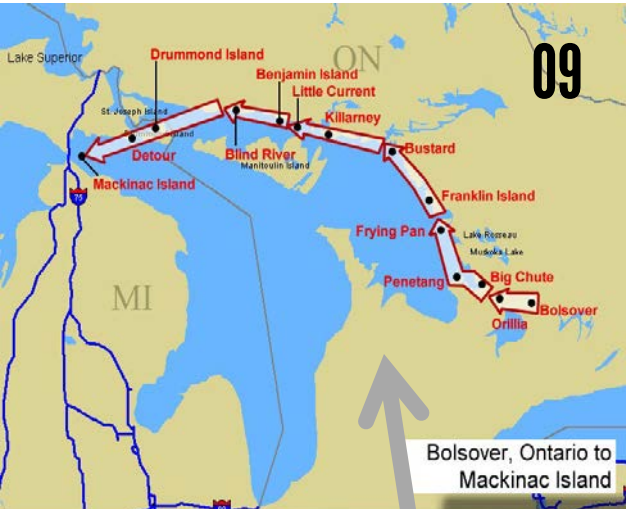 09
Drummond Island
Lake Superior
ON
Benjamin Island
Little Current
St. Joseph Island
Killarney
Detour
Blind River
Manitoulin Island
Bustard
Mackinac Island
75
Franklin Island
Frying Pan
Lake Rosseau
Muskoka Lake
MI
Penetang
Big Chute
Bolsover
Orillia
Bolsover, Ontario to
Mackinac Island